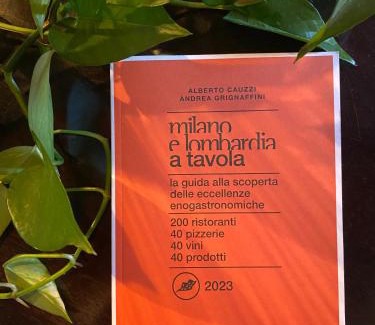 ALBERTO CAUZZI
ANDREA GRIGNAFFINI
milano
e lombardia
a tavola
la guida alla scoperta
delle eccellenze
enogastronomiche
200 ristoranti
40 pizzerie
40 vini
40 prodotti
2023